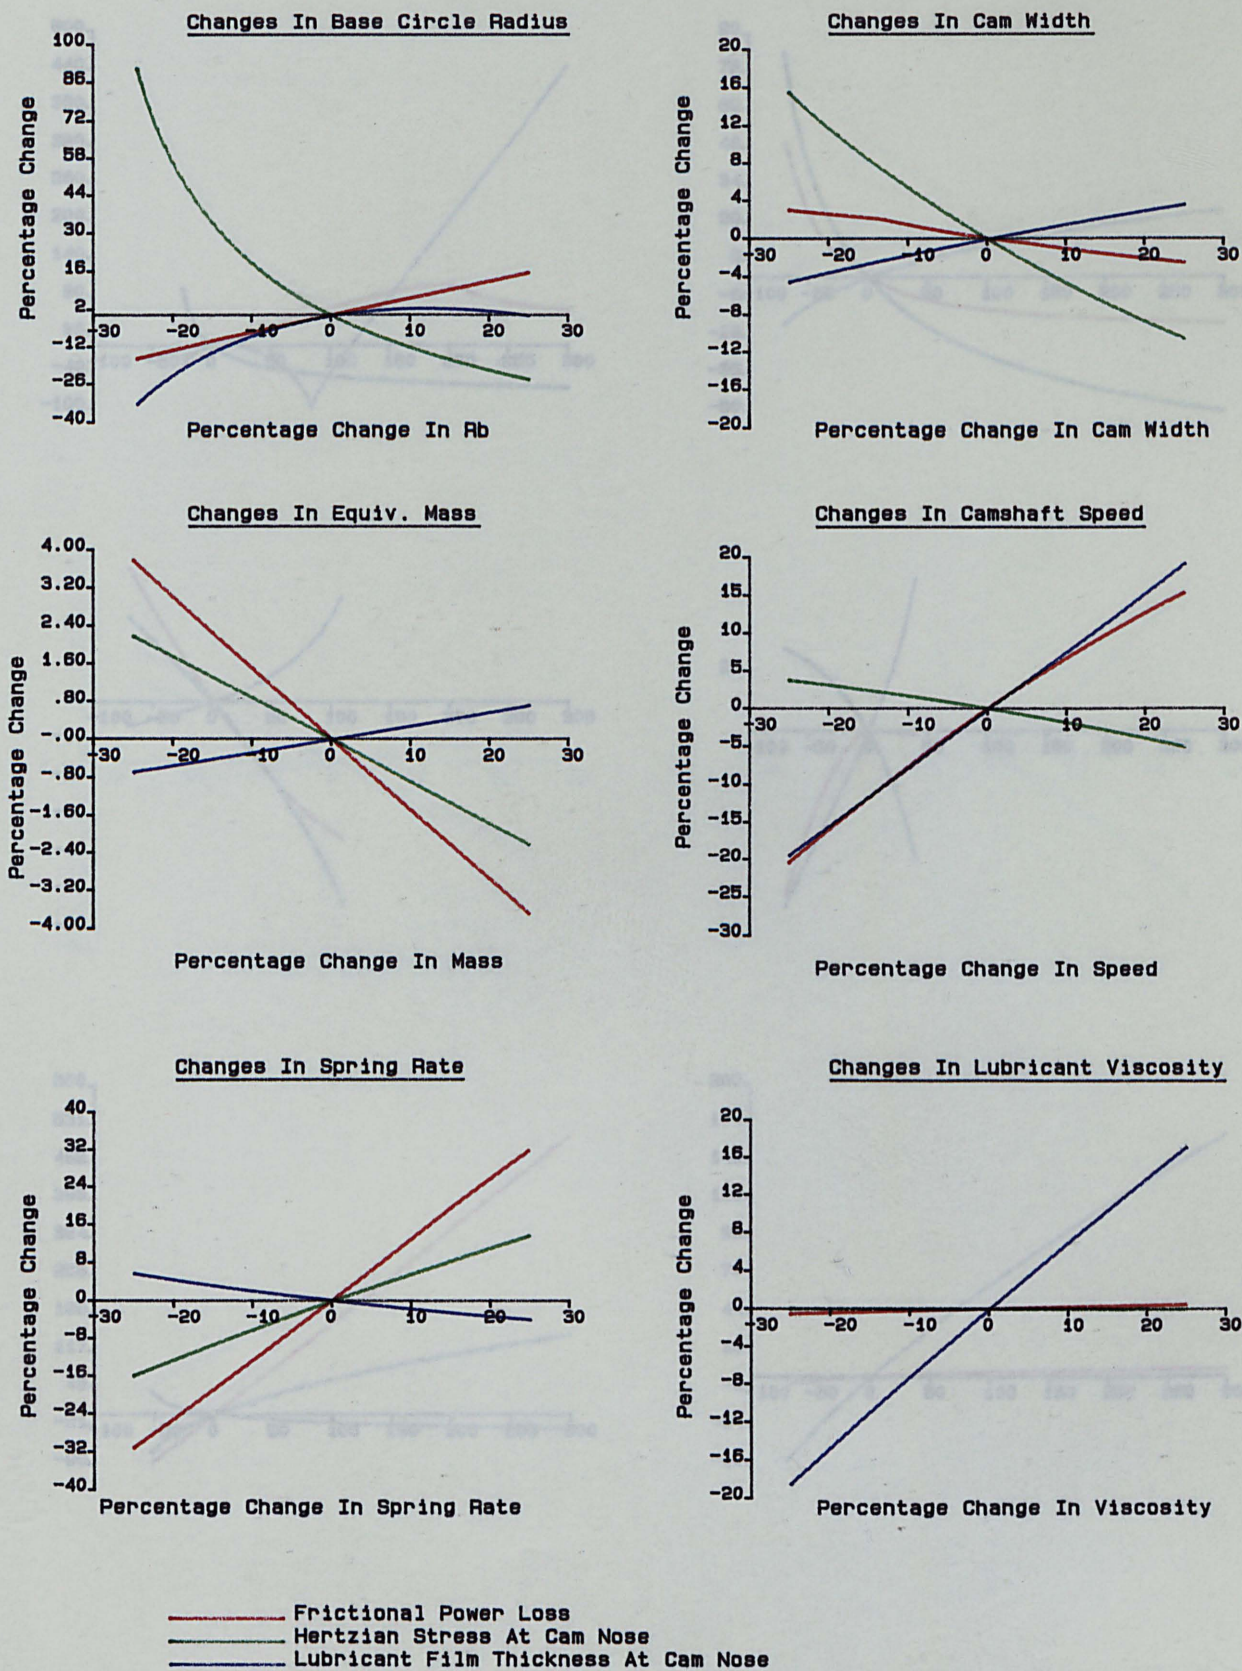 Changes In Base Circle Radius
100
86
72
58
44
30
16
2
-12
-26
-40
-30 -20 -10 0 10 20 30
Percentage Change
Percentage Change In Rb
Changes In Cam Width
20
16
12
8
4
0
-4
-8
-12
-16
-20
-30 -20 -10 0 10 20 30
Percentage Change
Percentage Change In Cam Width
Changes In Equiv. Mass
4.00
3.20
2.40
1.60
.80
-.00
-.80
-1.60
-2.40
-3.20
-4.00
-30 -20 -10 0 10 20 30
Percentage Change
Percentage Change In Mass
Changes In Camshaft Speed
20
15
10
5
0
-5
-10
-15
-20
-25
-30
-30 -20 -10 0 10 20 30
Percentage Change
Percentage Change In Speed
Changes In Spring Rate
40
32
24
16
8
0
-8
-16
-24
-32
-40
-30 -20 -10 0 10 20 30
Percentage Change
Percentage Change In Spring Rate
Changes In Lubricant Viscosity
20
16
12
8
4
0
-4
-8
-12
-16
-20
-30 -20 -10 0 10 20 30
Percentage Change
Percentage Change In Viscosity
Frictional Power Loss
Hertzian Stress At Cam Nose
Lubricant Film Thickness At Cam Nose